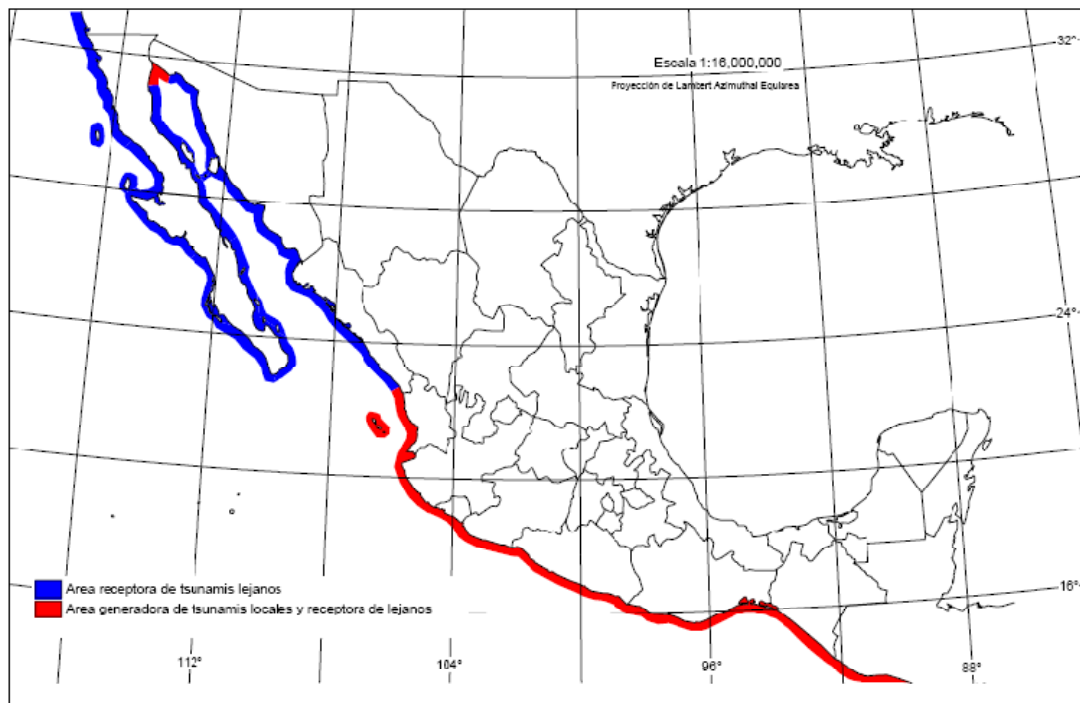 Escala 1:16,000,000
Proyección de Lambert Azimuthal Equiarea
32°
24°
16°
Area receptora de tsunamis lejanos
Area generadora de tsunamis locales y receptora de lejanos
112°
104°
96°
88°